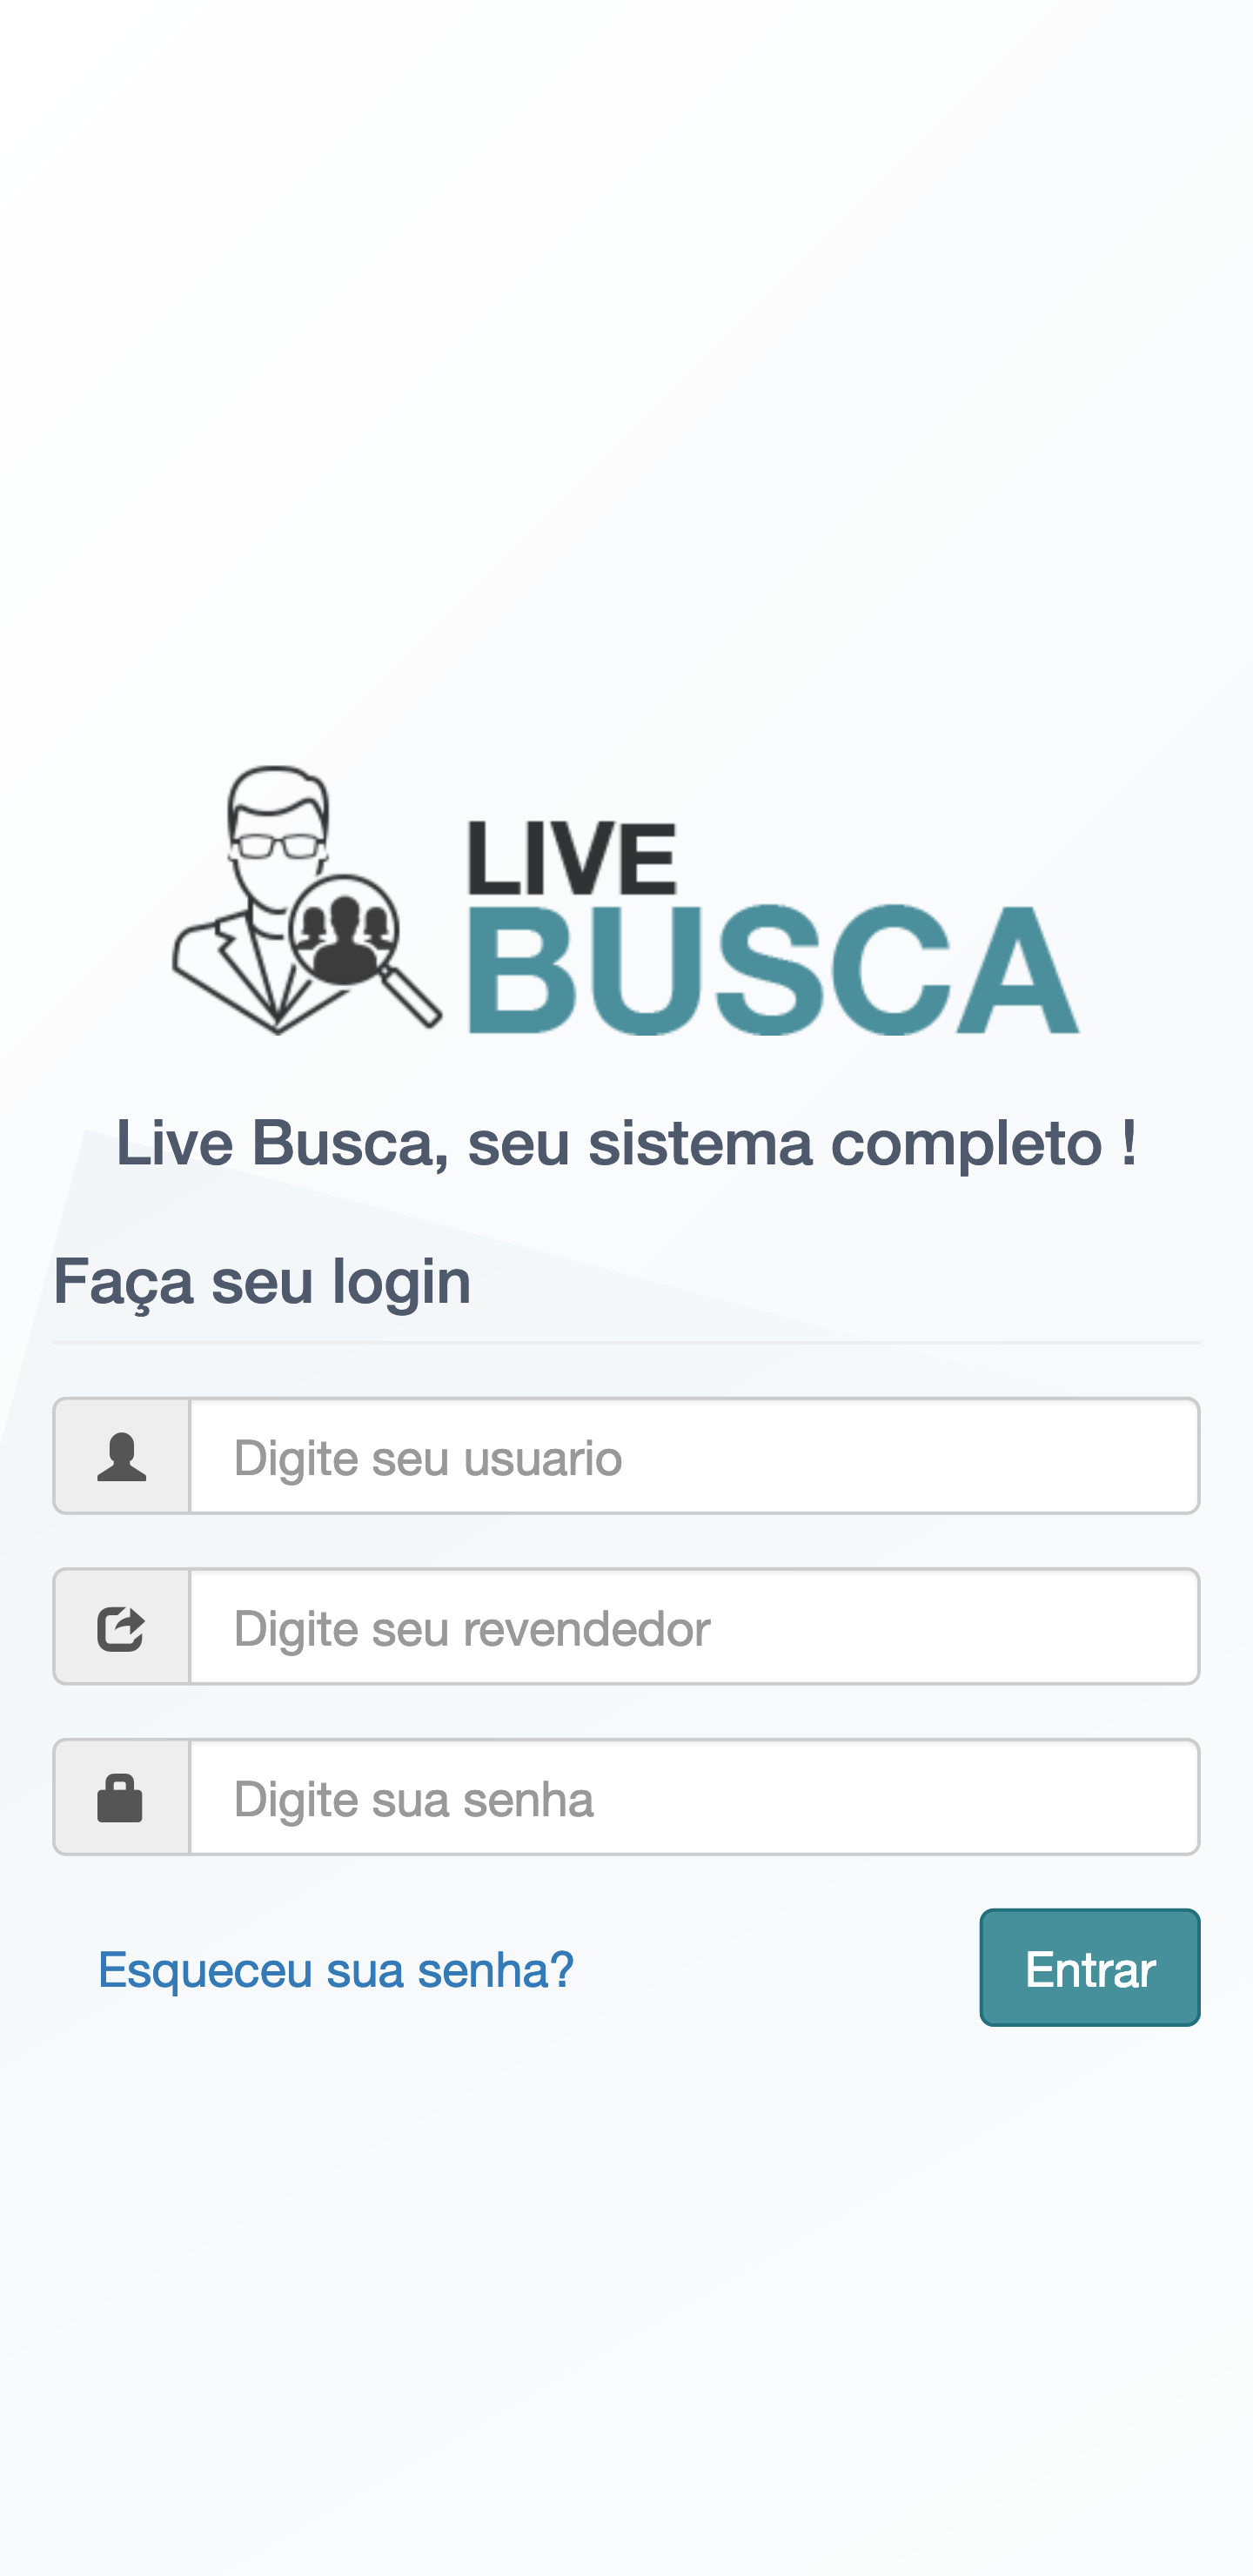 LIVE
BUSCA
Live Busca, seu sistema completo !
Faça seu login
Digite seu usuario
Digite seu revendedor
Digite sua senha
Esqueceu sua senha?
Entrar